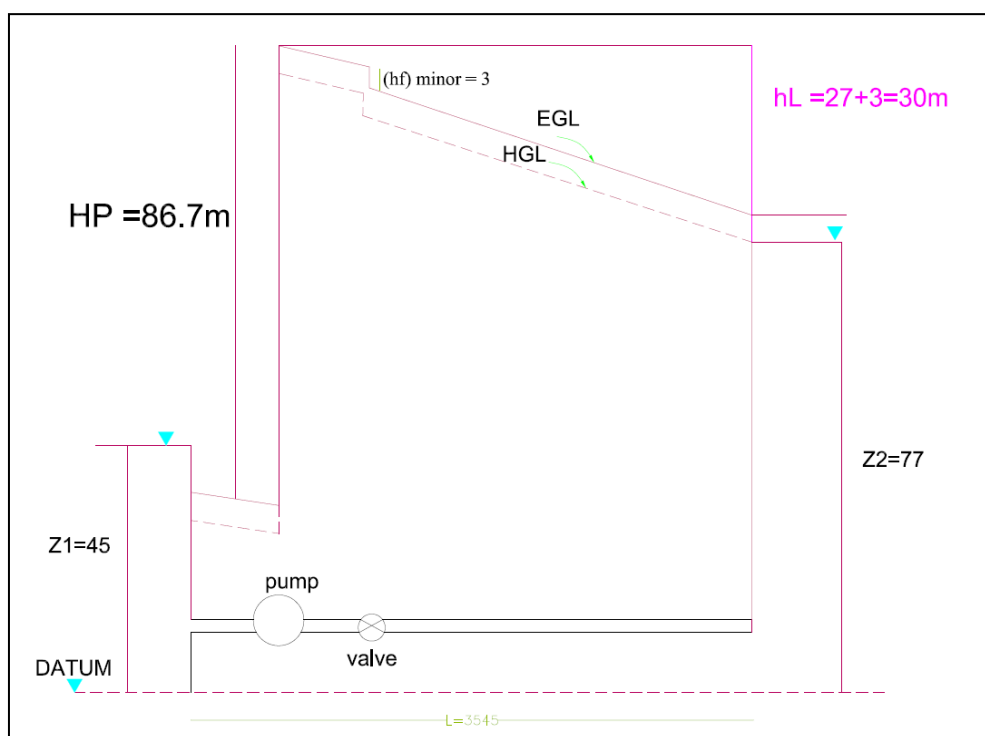 (hf) minor = 3
hL =27+3=30m
EGL
HGL
HP =86.7m
Z2=77
Z1=45
pump
valve
DATUM
L=3545